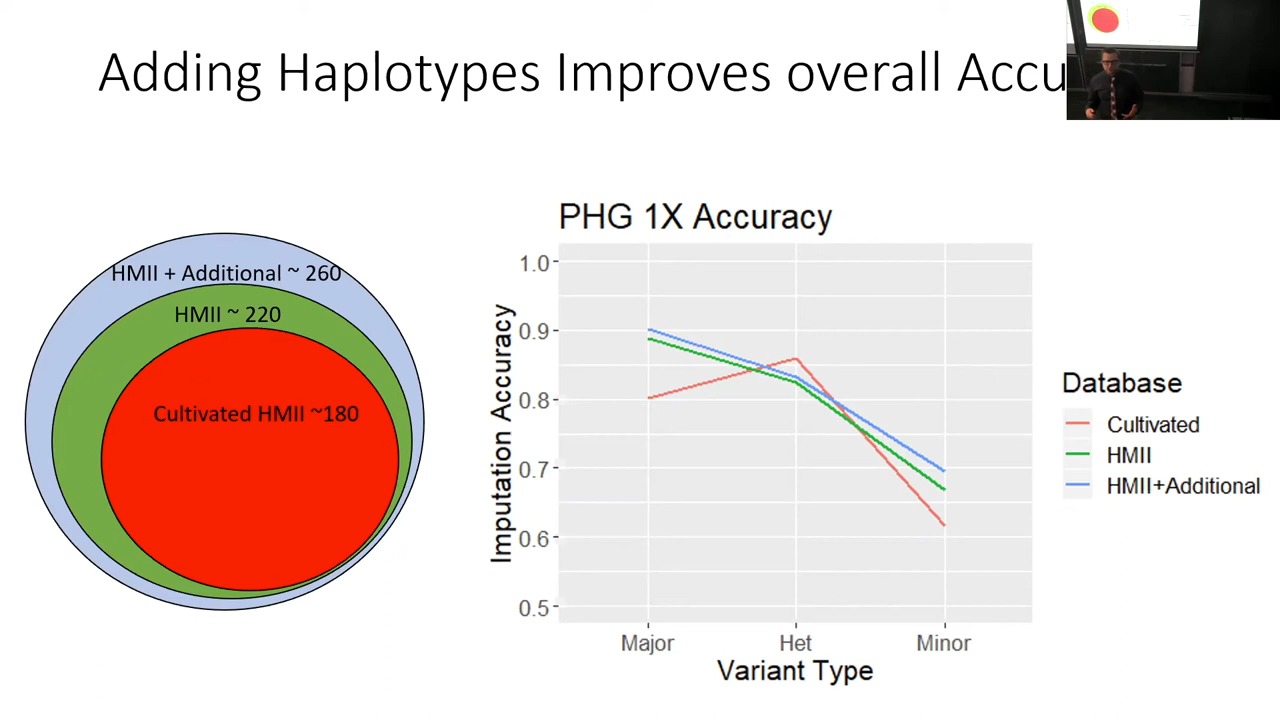 Adding Haplotypes Improves overall Accu
HMII + Additional ~ 260
HMII ~ 220
Cultivated HMII ~180
PHG 1X Accuracy
Imputation Accuracy
1.0
0.9
0.8
0.7
0.6
0.5
Major Het Minor
Variant Type
Database
Cultivated
HMII
HMII+Additional